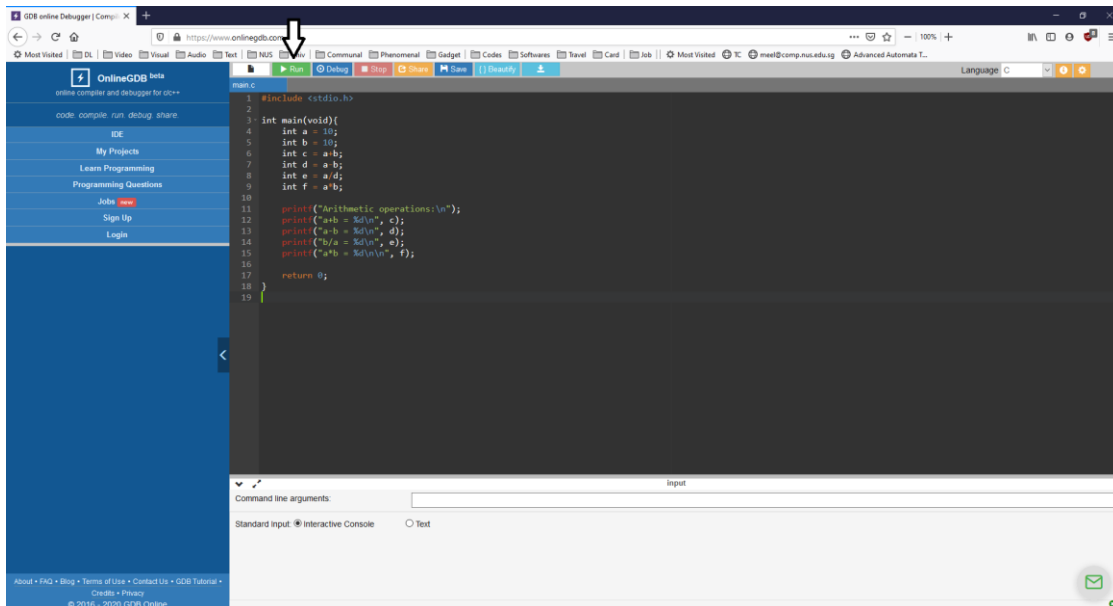 GDB online Debugger | Compil
https://www.onlinegdb.com
100%
Most Visited DL Video Visual Audio Text NUS Communal Phenomenal Gadget Codes Softwares Travel Card Job Most Visited TC meel@comp.nus.edu.sg Advanced Automata T...
OnlineGDB beta
online compiler and debugger for c/c++
code. compile. run. debug. share.
IDE
My Projects
Learn Programming
Programming Questions
Jobs new
Sign Up
Login
Run Debug Stop Share Save { } Beautify
Language C
main.c
1 #include <stdio.h>
2
3 int main(void){
4 int a = 10;
5 int b = 10;
6 int c = a+b;
7 int d = a-b;
8 int e = a/d;
9 int f = a*b;
10
11 printf("Arithmetic operations:\n");
12 printf("a+b = %d\n", c);
13 printf("a-b = %d\n", d);
14 printf("b/a = %d\n", e);
15 printf("a*b = %d\n\n", f);
16
17 return 0;
18 }
19
input
Command line arguments:
Standard Input: Interactive Console Text
About • FAQ • Blog • Terms of Use • Contact Us • GDB Tutorial •
Credits • Privacy
© 2016 - 2020 GDB Online